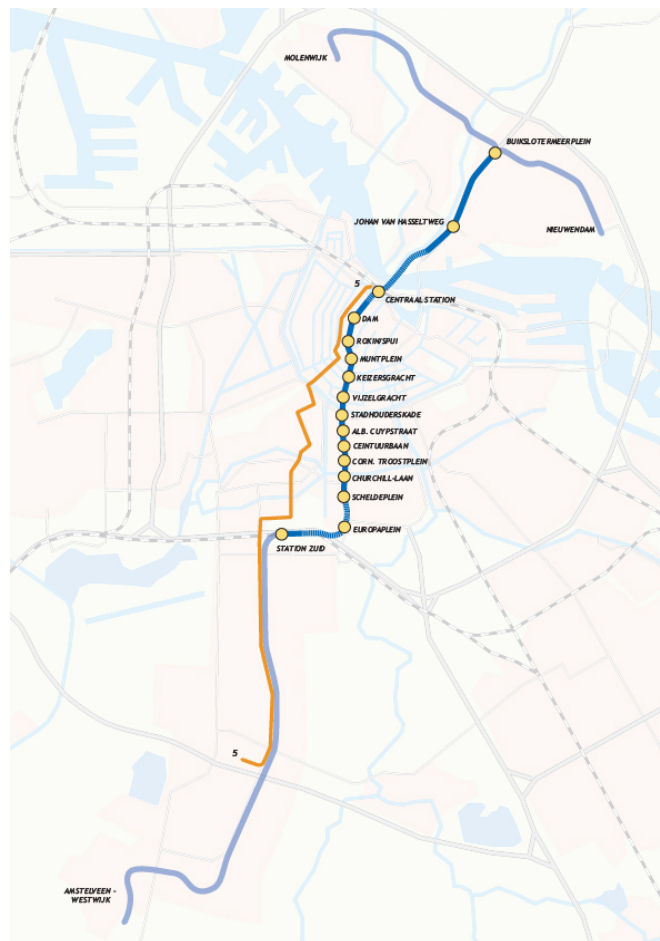 MOLENWIJK
BUIKSLOTERMEERPLEIN
JOHAN VAN HASSELTWEG
NIEUWENDAM
5
CENTRAAL STATION
DAM
ROKIN/SPUI
MUNTPLEIN
KEIZERSGRACHT
VIJZELGRACHT
STADHOUDERSKADE
ALB. CUYPSTRAAT
CEINTUURBAAN
CORN. TROOSTPLEIN
CHURCHILL-LAAN
SCHELDEPLEIN
EUROPAPLEIN
STATION ZUID
5
AMSTELVEEN -
WESTWIJK